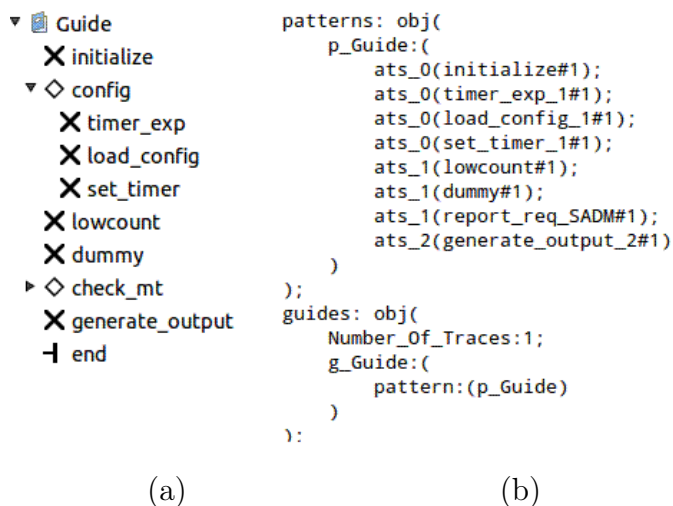 Guide
initialize
config
timer_exp
load_config
set_timer
lowcount
dummy
check_mt
generate_output
end
(a)
patterns: obj(
p_Guide:(
ats_0(initialize#1);
ats_0(timer_exp_1#1);
ats_0(load_config_1#1);
ats_0(set_timer_1#1);
ats_1(lowcount#1);
ats_1(dummy#1);
ats_1(report_req_SADM#1);
ats_2(generate_output_2#1)
)
);
guides: obj(
Number_Of_Traces:1;
g_Guide:(
pattern:(p_Guide)
)
);
(b)